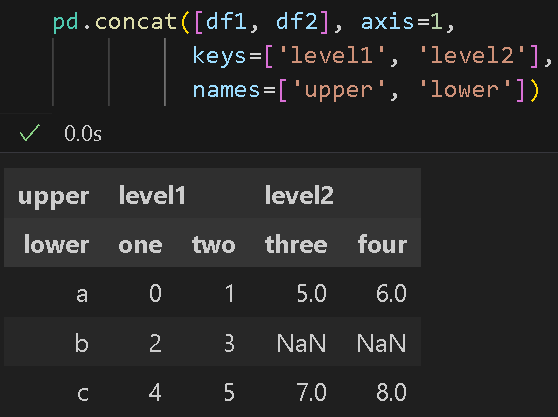 pd.concat([df1, df2], axis=1,
keys=['level1', 'level2'],
names=['upper', 'lower'])
0.0s
upper level1 level2
lower one two three four
a 0 1 5.0 6.0
b 2 3 NaN NaN
c 4 5 7.0 8.0